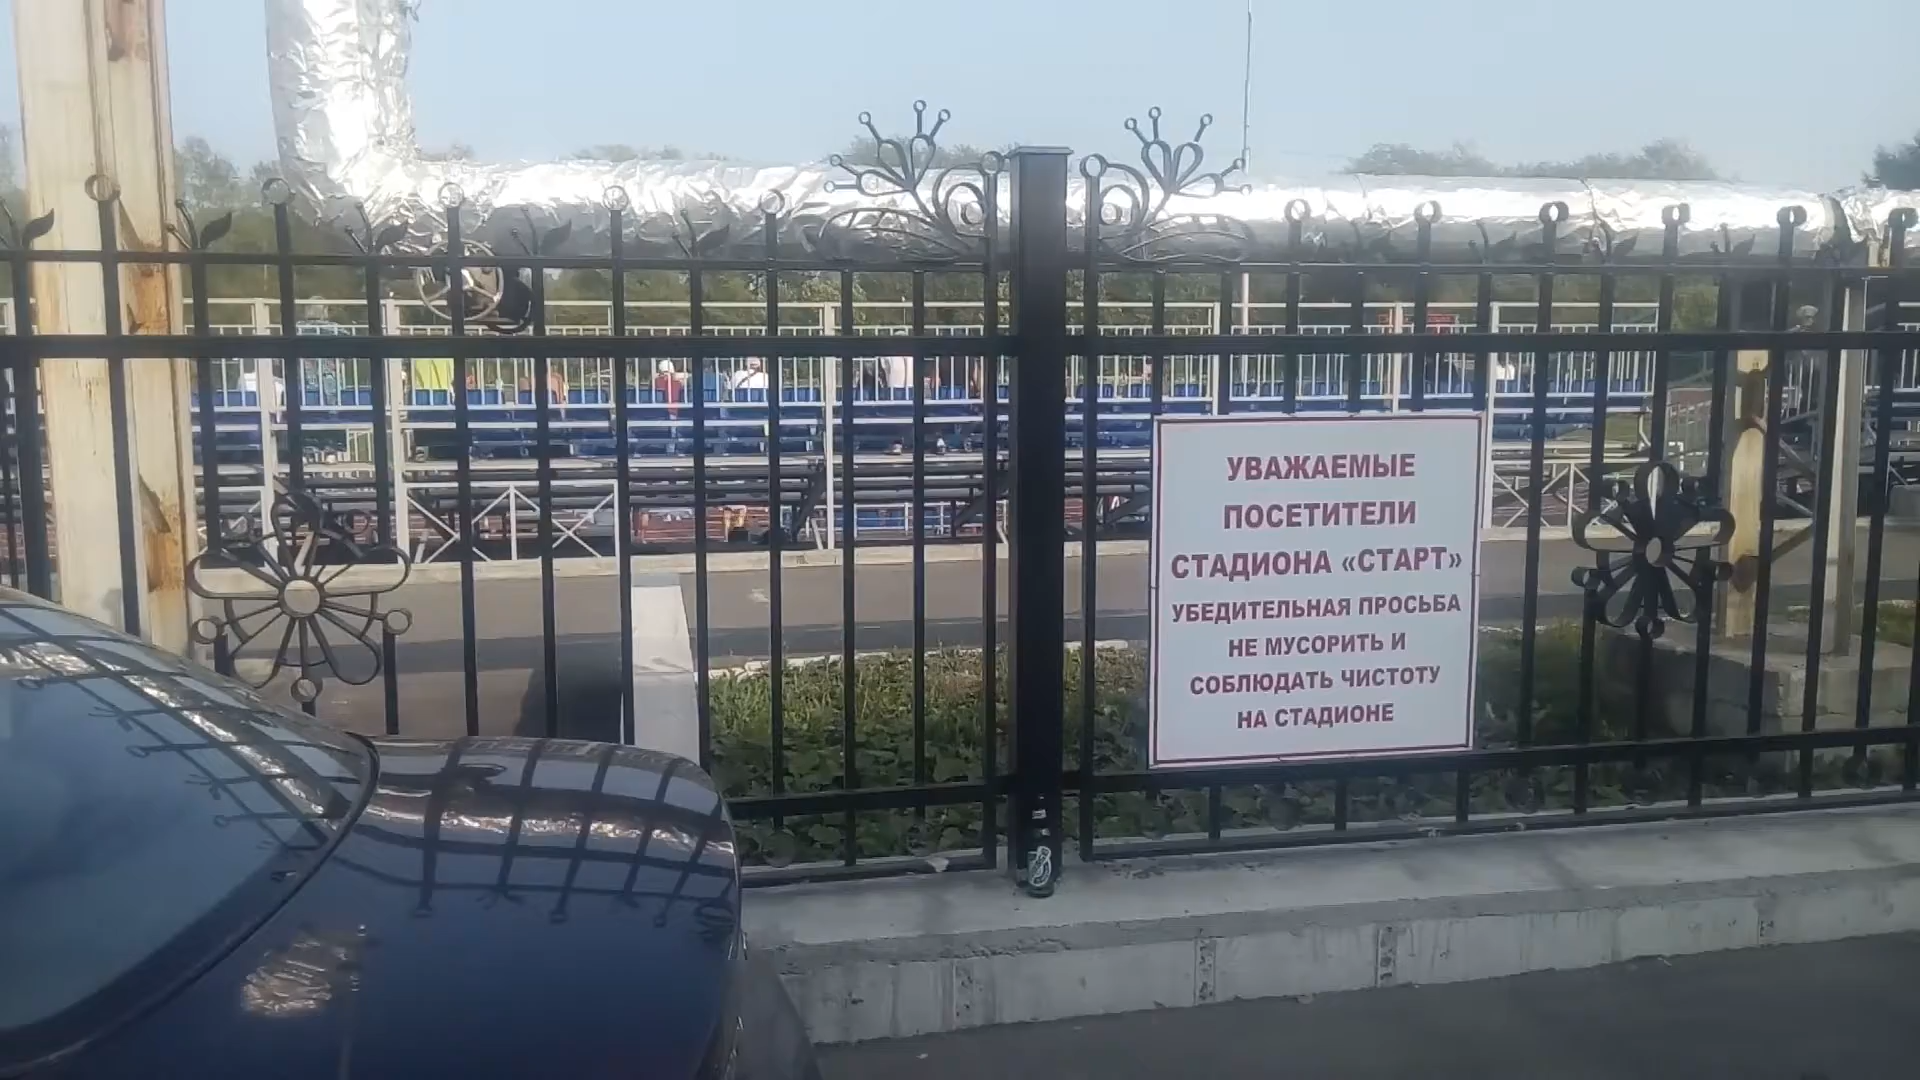 УВАЖАЕМЫЕ
ПОСЕТИТЕЛИ
СТАДИОНА «СТАРТ»
УБЕДИТЕЛЬНАЯ ПРОСЬБА
НЕ МУСОРИТЬ И
СОБЛЮДАТЬ ЧИСТОТУ
НА СТАДИОНЕ